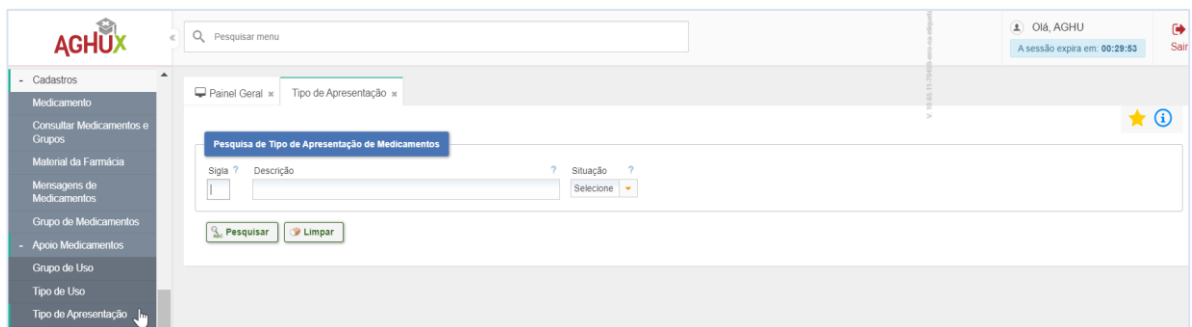 AGHUX
«
Pesquisar menu
Olá, AGHU
A sessão expira em: 00:29:53
Sair
- Cadastros
Medicamento
Consultar Medicamentos e
Grupos
Material da Farmácia
Mensagens de
Medicamentos
Grupo de Medicamentos
- Apoio Medicamentos
Grupo de Uso
Tipo de Uso
Tipo de Apresentação
Painel Geral ×
Tipo de Apresentação ×
Pesquisa de Tipo de Apresentação de Medicamentos
Sigla ? Descrição ? Situação ?
Selecione
Pesquisar Limpar